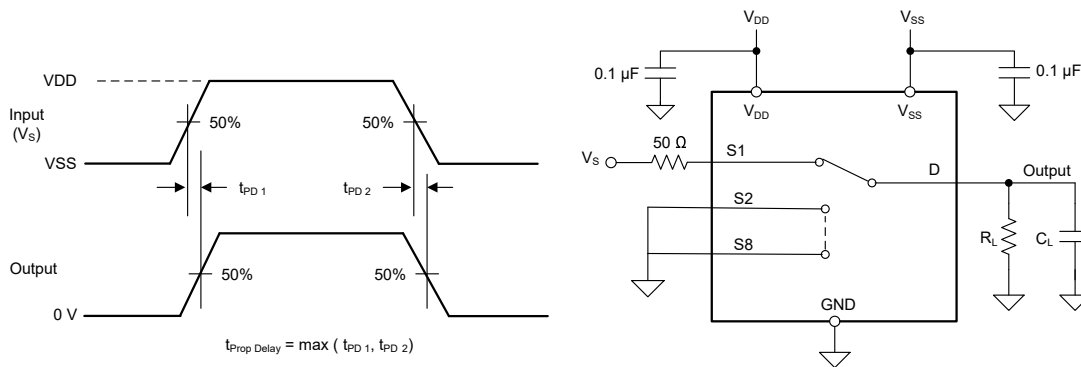 VDD
Input
(VS)
VSS
50%
50%
tPD 1
tPD 2
Output
0 V
50%
50%
tProp Delay = max ( tPD 1, tPD 2)
VDD
VSS
0.1 µF
0.1 µF
VDD
VSS
VS
50 Ω
S1
S2
S8
D
Output
RL
CL
GND